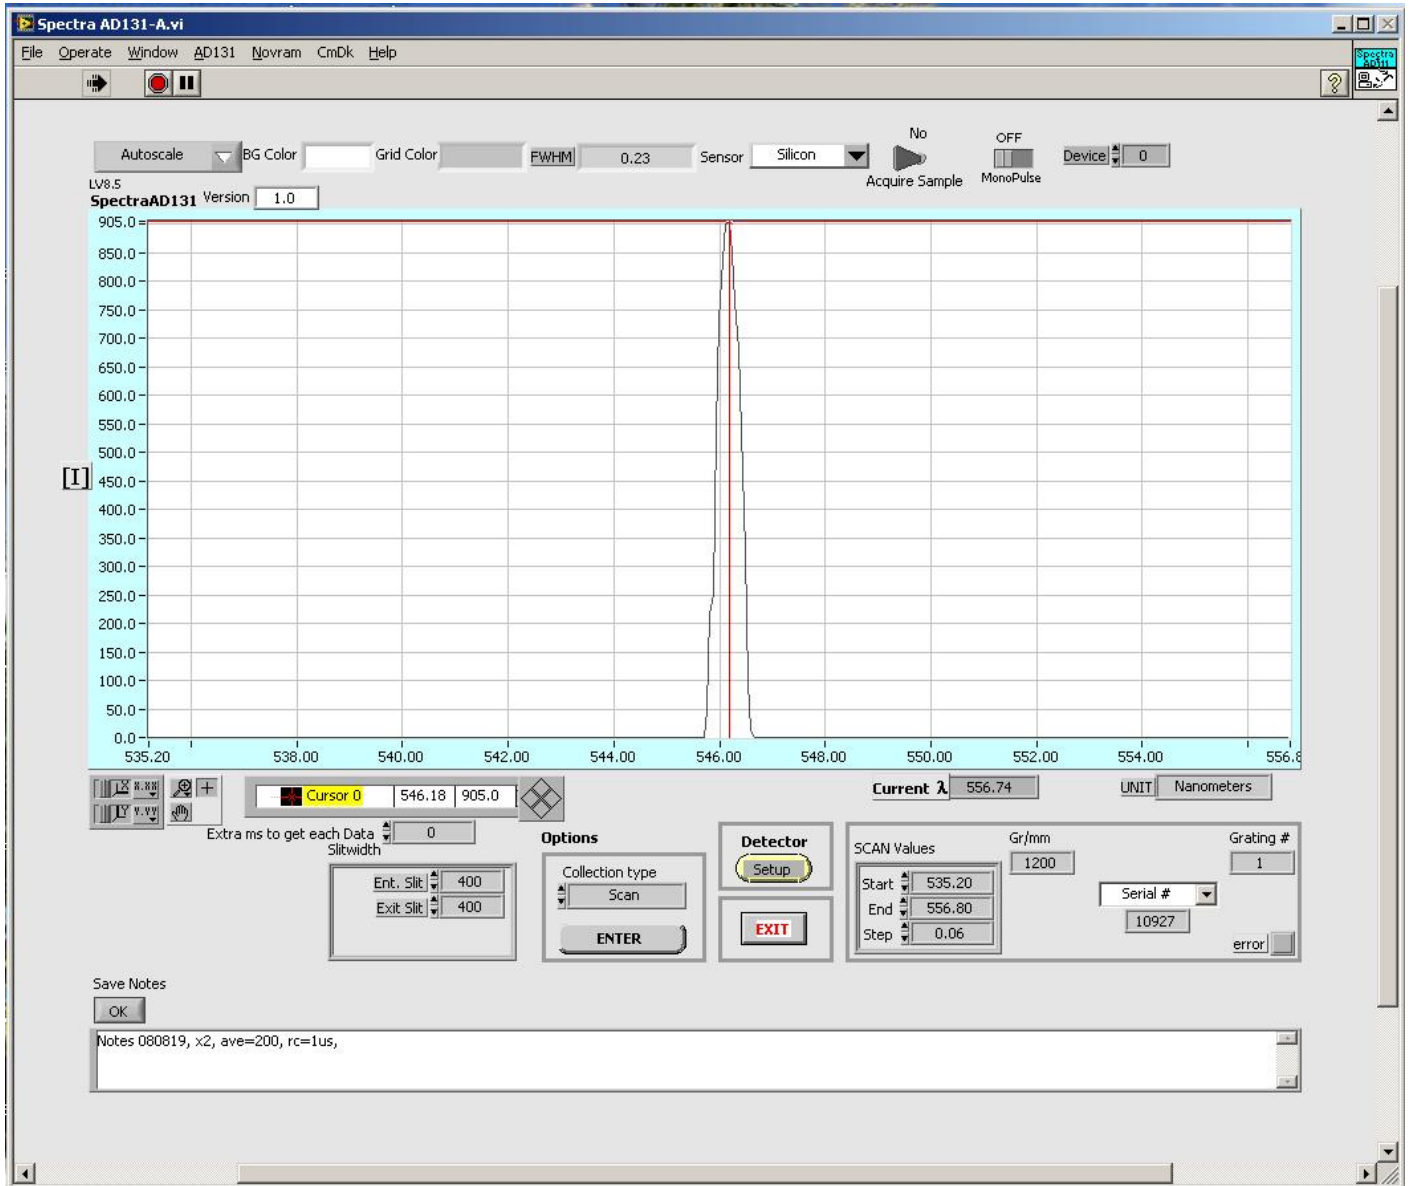 Spectra AD131-A.vi
File Operate Window AD131 Novram CmDk Help
Spectra
AD111
Autoscale BG Color Grid Color FWHM 0.23 Sensor Silicon No Acquire Sample OFF MonoPulse Device 0
LV8.5
SpectraAD131 Version 1.0
905.0
850.0
800.0
750.0
700.0
650.0
600.0
550.0
500.0
[I]
450.0
400.0
350.0
300.0
250.0
200.0
150.0
100.0
50.0
0.0
535.20 538.00 540.00 542.00 544.00 546.00 548.00 550.00 552.00 554.00 556.8
X X.XX
Y Y.YY
Cursor 0 546.18 905.0
Current λ 556.74 UNIT Nanometers
Extra ms to get each Data 0
Slitwidth
Ent. Slit 400
Exit Slit 400
Options
Collection type
Scan
ENTER
Detector
Setup
EXIT
SCAN Values
Start 535.20
End 556.80
Step 0.06
Gr/mm
1200
Serial #
10927
Grating #
1
error
Save Notes
OK
Notes 080819, x2, ave=200, rc=1us,